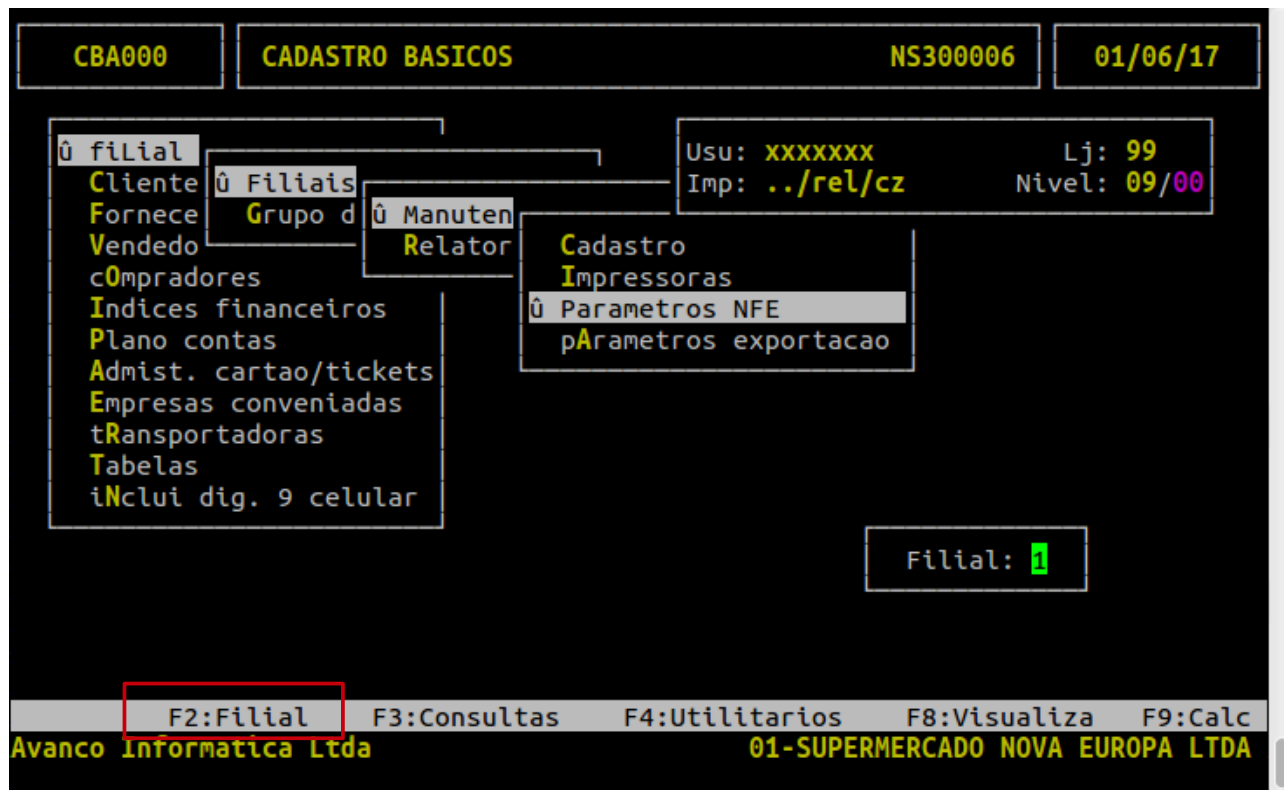 CBA000 CADASTRO BASICOS NS300006 01/06/17
û fiLial
Usu: xxxxxxx Lj: 99
Cliente û Filiais Imp: ../rel/cz Nivel: 09/00
Fornece Grupo d û Manuten
Vendedo Relator Cadastro
cOmpradores Impressoras
Indices financeiros û Parametros NFE
Plano contas pArametros exportacao
Admist. cartao/tickets
Empresas conveniadas
tRansportadoras
Tabelas
iNclui dig. 9 celular
Filial: 1
F2:Filial F3:Consultas F4:Utilitarios F8:Visualiza F9:Calc
Avanco Informatica Ltda 01-SUPERMERCADO NOVA EUROPA LTDA